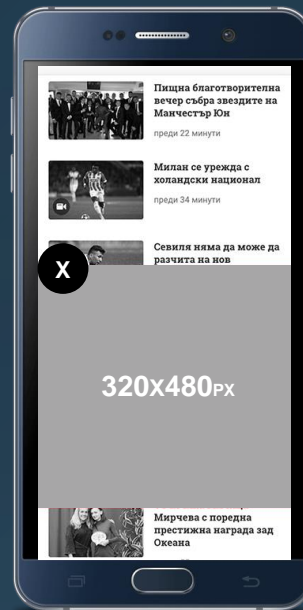 Пищна благотворителна
вечер събра звездите на
Манчестър Юн
преди 22 минути
Милан се урежда с
холандски национал
преди 34 минути
Севиля няма да може да
разчита на нов
X
320x480PX
Мирчева с поредна
престижна награда зад
Океана